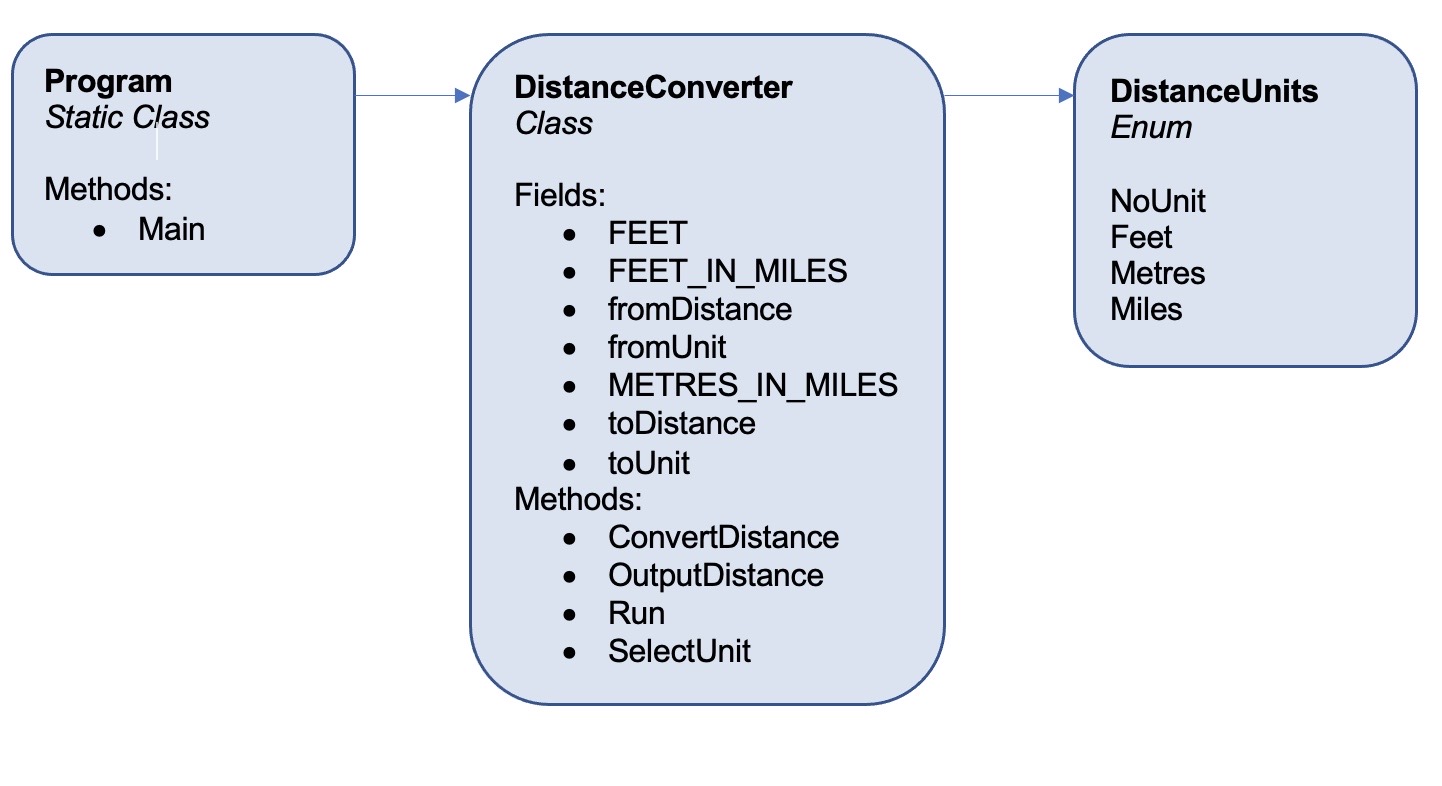 Program
Static Class
Methods:
• Main
DistanceConverter
Class
Fields:
• FEET
• FEET_IN_MILES
• fromDistance
• fromUnit
• METRES_IN_MILES
• toDistance
• toUnit
Methods:
• ConvertDistance
• OutputDistance
• Run
• SelectUnit
DistanceUnits
Enum
NoUnit
Feet
Metres
Miles